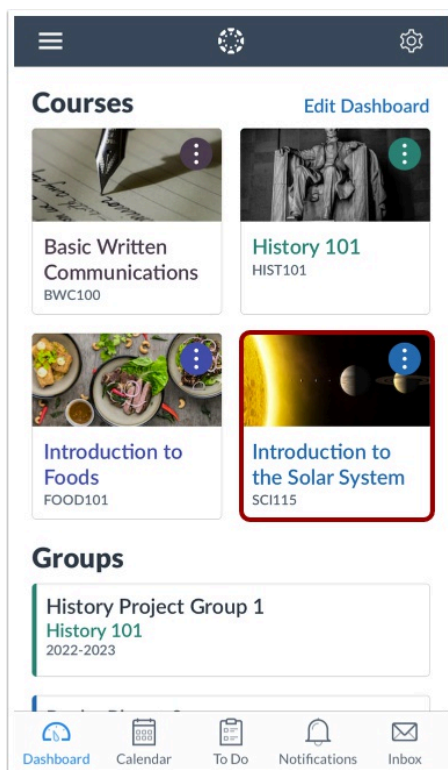 Courses
Edit Dashboard
Basic Written
Communications
BWC100
History 101
HIST101
Introduction to
Foods
FOOD101
Introduction to
the Solar System
SCI115
Groups
History Project Group 1
History 101
2022-2023
Dashboard
Calendar
To Do
Notifications
Inbox